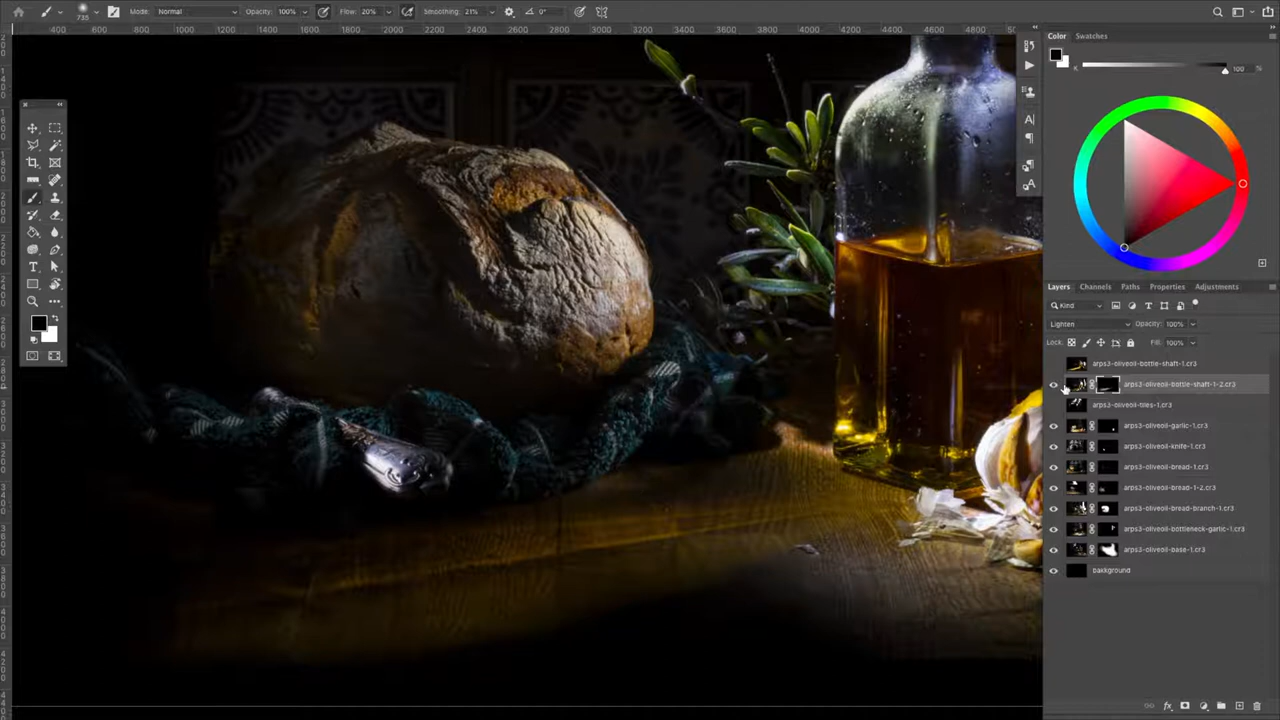 735
Mode: Normal
Opacity: 100%
Flow: 20%
Smoothing: 21%
0°
400 600 800 1000 1200 1400 1600 1800 2000 2200 2400 2600 2800 3000 3200 3400 3600 3800 4000 4200 4400 4600 4800
Color Swatches
K 100 %
Layers Channels Paths Properties Adjustments
Kind
Lighten Opacity: 100%
Lock: Fill: 100%
arps3-oliveoil-bottle-shaft-1.cr3
arps3-oliveoil-bottle-shaft-1-2.cr3
arps3-oliveoil-tiles-1.cr3
arps3-oliveoil-garlic-1.cr3
arps3-oliveoil-knife-1.cr3
arps3-oliveoil-bread-1.cr3
arps3-oliveoil-bread-1-2.cr3
arps3-oliveoil-bread-branch-1.cr3
arps3-oliveoil-bottleneck-garlic-1.cr3
arps3-oliveoil-base-1.cr3
bakground